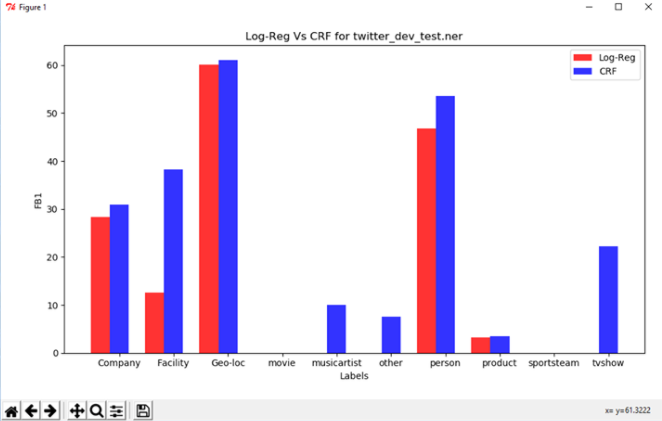 Figure 1
Log-Reg Vs CRF for twitter_dev_test.ner
Log-Reg
CRF
FB1
60
50
40
30
20
10
0
Company Facility Geo-loc movie musicartist other person product sportsteam tvshow
Labels
x= y=61.3222